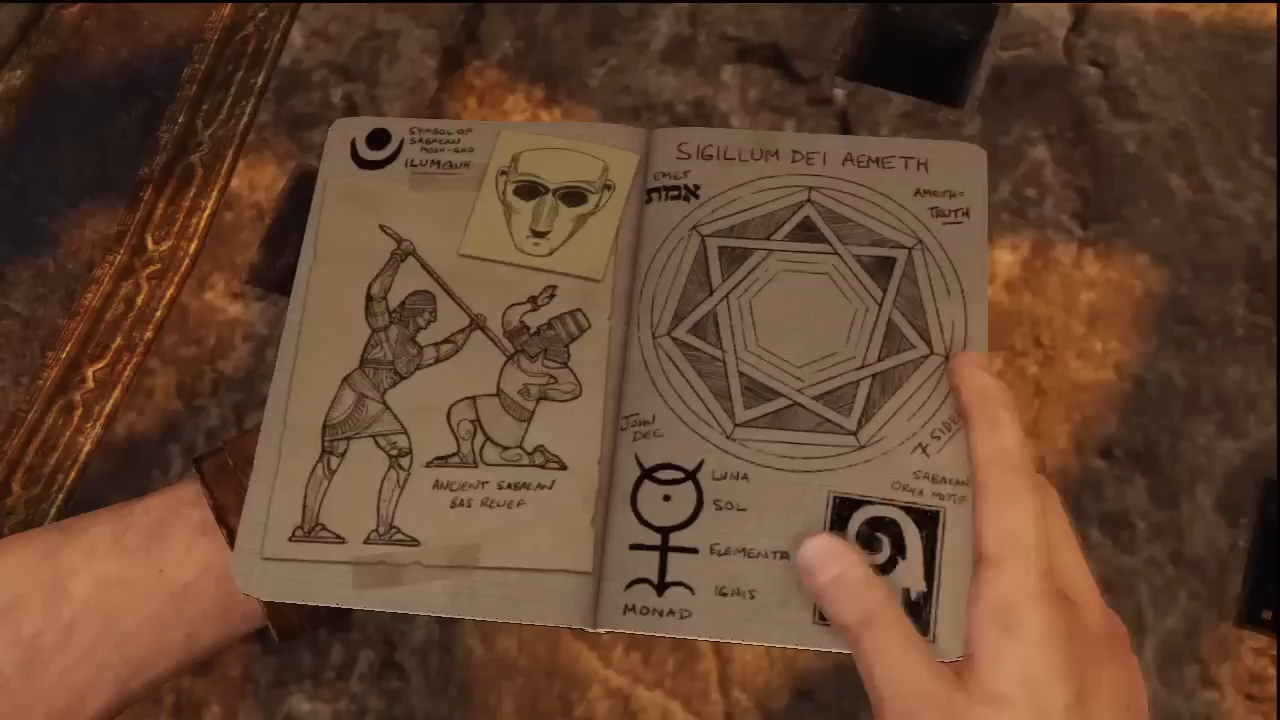 SYMBOL OF
SABAEAN
MOON-GOD
ILUMQUH
ANCIENT SABAEAN
BAS RELIEF
SIGILLUM DEI AEMETH
EMET
אמת
AMETH=
TRUTH
7 SIDES
JOHN
DEE
LUNA
SOL
ELEMENTA
IGNIS
MONAD
SABAEAN
ORYX MOTIF